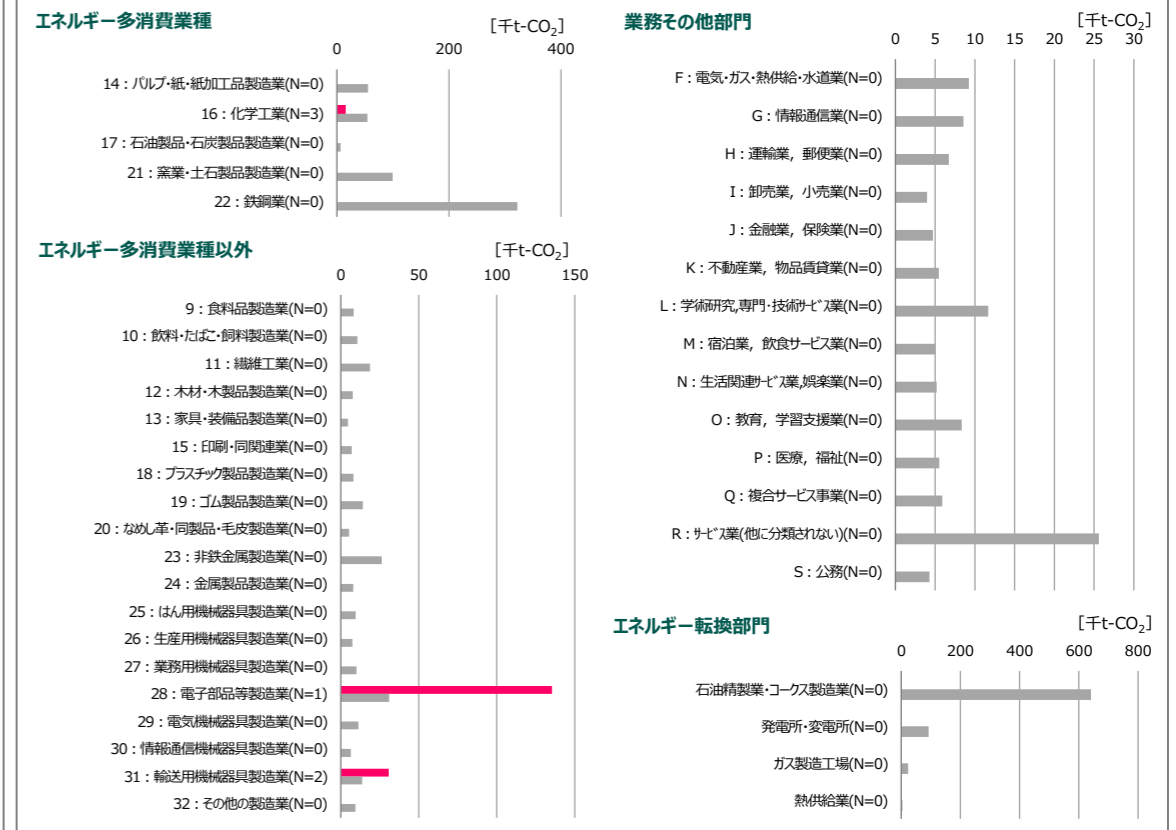 エネルギー多消費業種
[千t-CO₂]
0 200 400
14：パルプ・紙・紙加工品製造業(N=0)
16：化学工業(N=3)
17：石油製品・石炭製品製造業(N=0)
21：窯業・土石製品製造業(N=0)
22：鉄鋼業(N=0)
エネルギー多消費業種以外
[千t-CO₂]
0 50 100 150
9：食料品製造業(N=0)
10：飲料・たばこ・飼料製造業(N=0)
11：繊維工業(N=0)
12：木材・木製品製造業(N=0)
13：家具・装備品製造業(N=0)
15：印刷・同関連業(N=0)
18：プラスチック製品製造業(N=0)
19：ゴム製品製造業(N=0)
20：なめし革・同製品・毛皮製造業(N=0)
23：非鉄金属製造業(N=0)
24：金属製品製造業(N=0)
25：はん用機械器具製造業(N=0)
26：生産用機械器具製造業(N=0)
27：業務用機械器具製造業(N=0)
28：電子部品等製造業(N=1)
29：電気機械器具製造業(N=0)
30：情報通信機械器具製造業(N=0)
31：輸送用機械器具製造業(N=2)
32：その他の製造業(N=0)
業務その他部門
[千t-CO₂]
0 5 10 15 20 25 30
F：電気・ガス・熱供給・水道業(N=0)
G：情報通信業(N=0)
H：運輸業，郵便業(N=0)
I：卸売業，小売業(N=0)
J：金融業，保険業(N=0)
K：不動産業，物品賃貸業(N=0)
L：学術研究,専門・技術ｻｰﾋﾞｽ業(N=0)
M：宿泊業，飲食サービス業(N=0)
N：生活関連ｻｰﾋﾞｽ業,娯楽業(N=0)
O：教育，学習支援業(N=0)
P：医療，福祉(N=0)
Q：複合サービス事業(N=0)
R：ｻｰﾋﾞｽ業(他に分類されない)(N=0)
S：公務(N=0)
エネルギー転換部門
[千t-CO₂]
0 200 400 600 800
石油精製業・コークス製造業(N=0)
発電所・変電所(N=0)
ガス製造工場(N=0)
熱供給業(N=0)